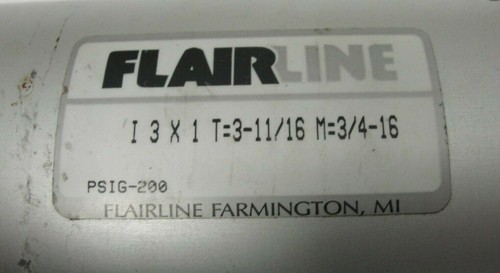 FLAIRLINE
I 3 X 1 T=3-11/16 M=3/4-16
PSIG-200
FLAIRLINE FARMINGTON, MI